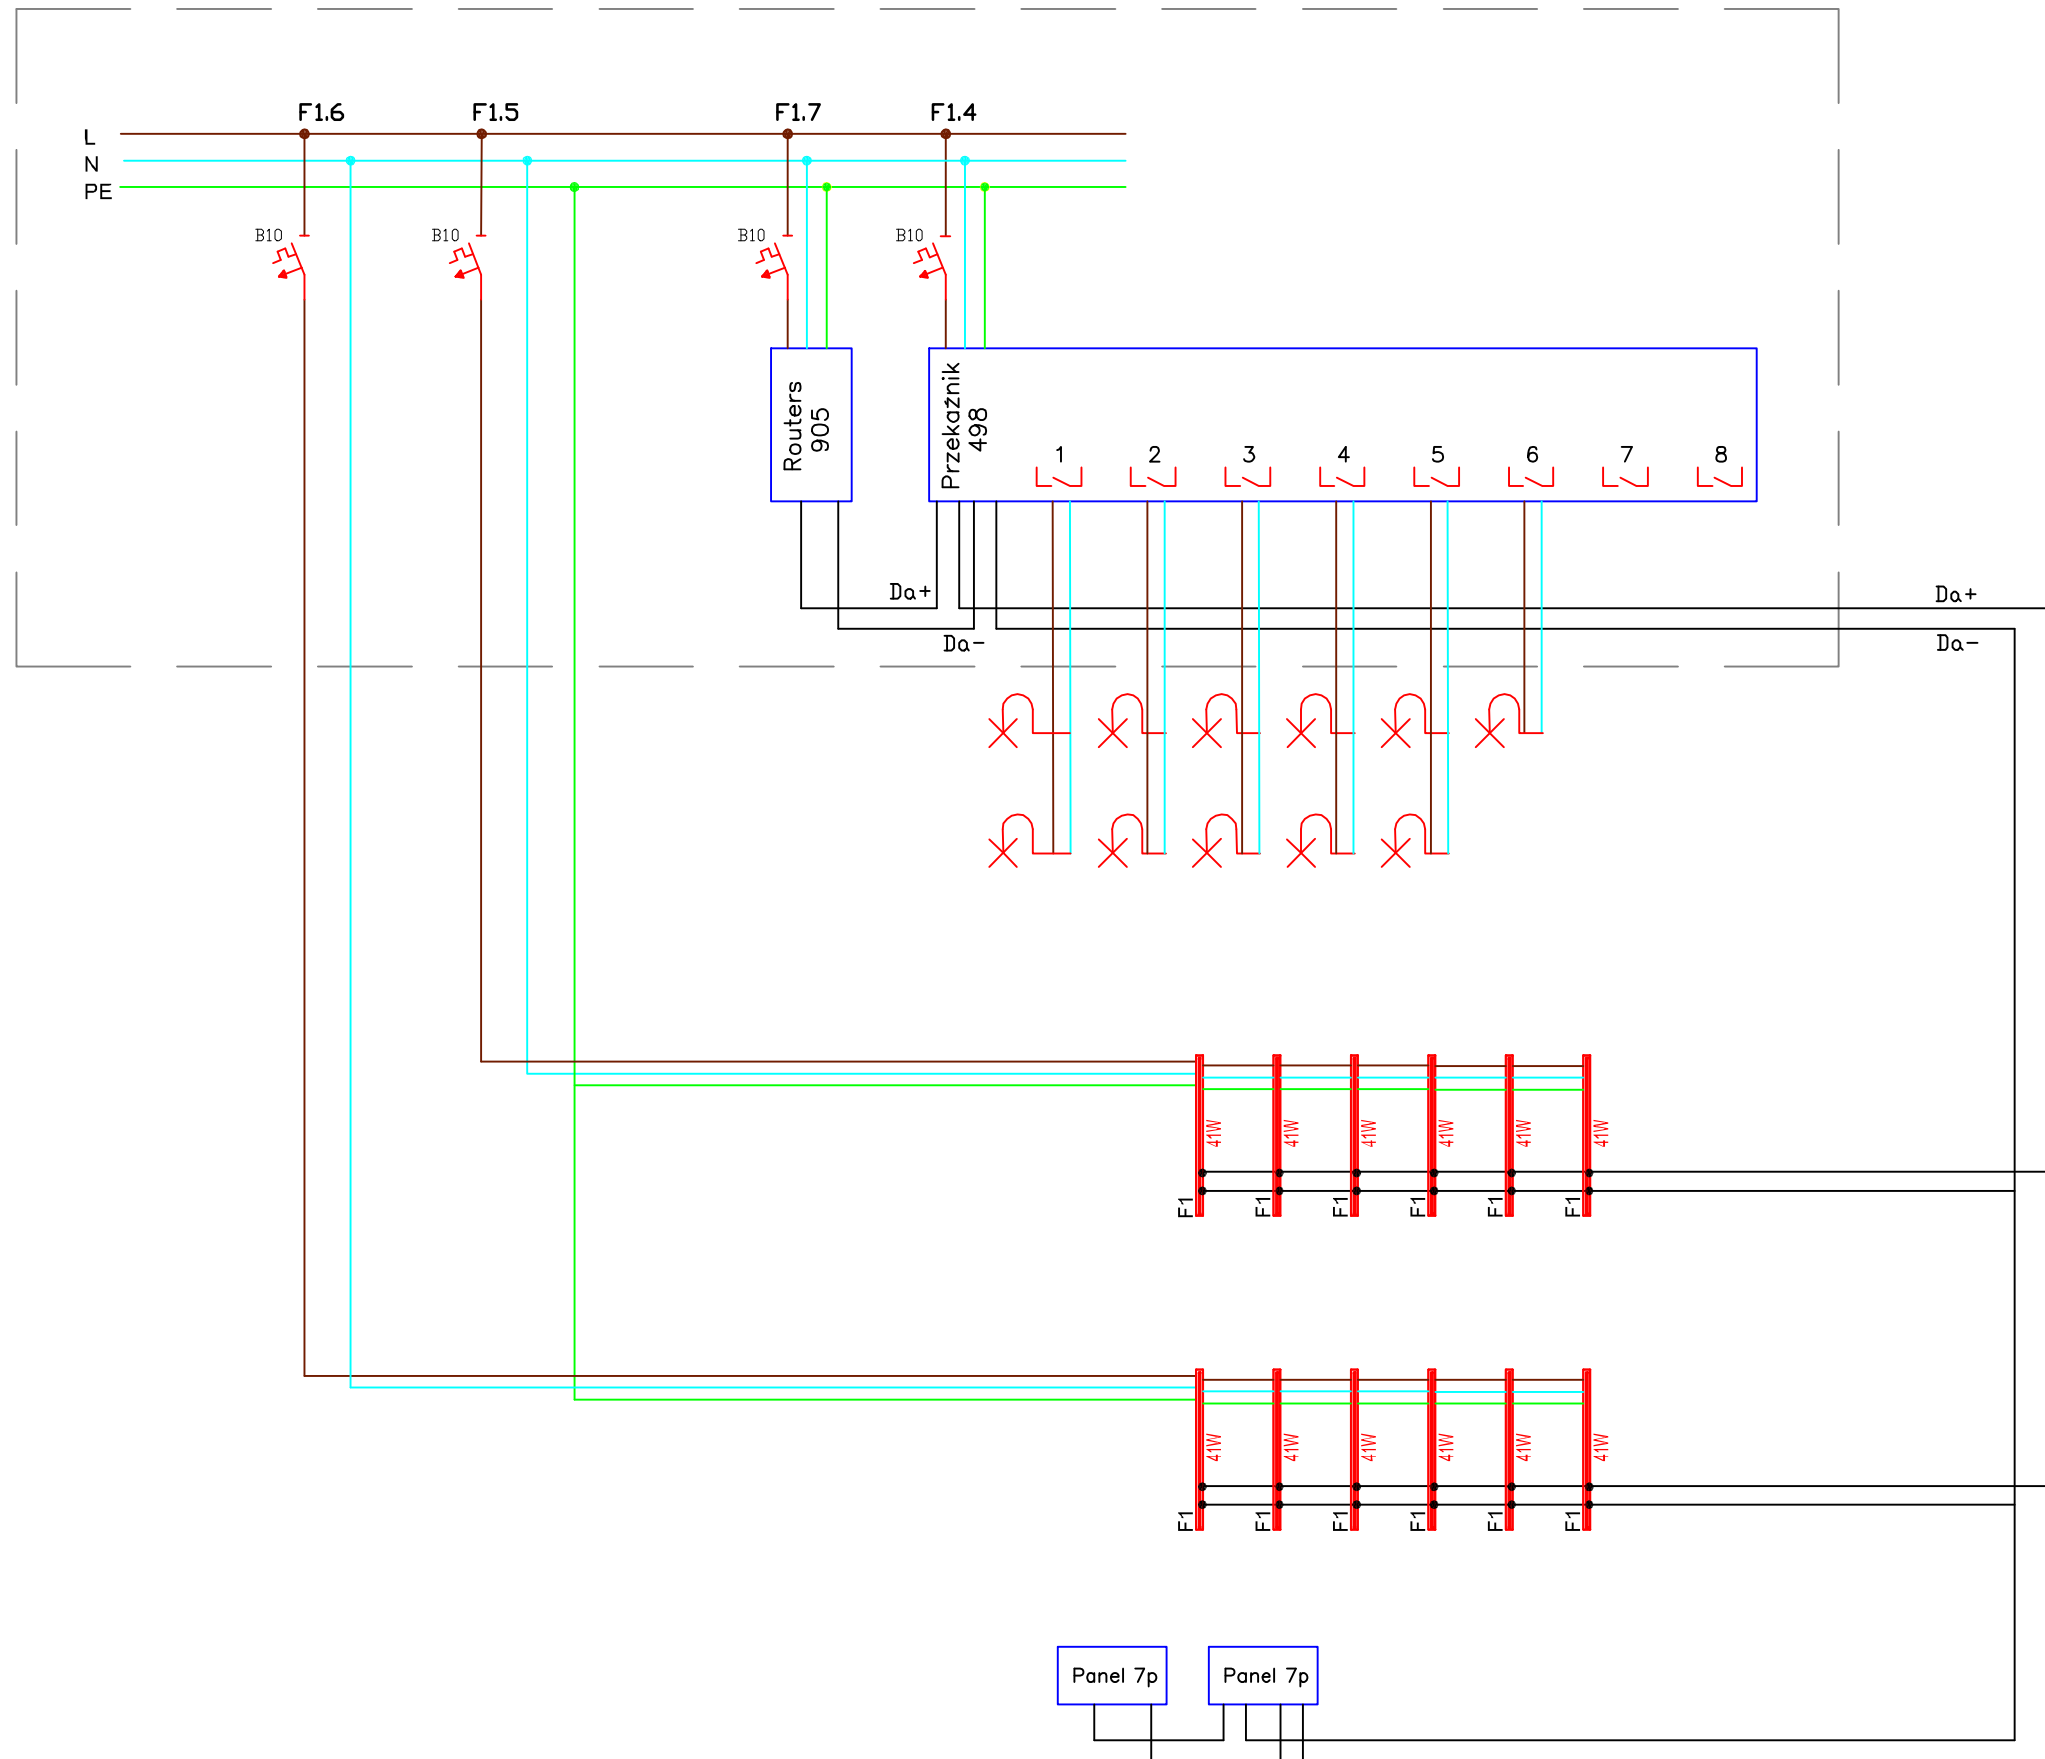 F1.6 F1.5 F1.7 F1.4
L
N
PE
B10 B10 B10 B10
Routers
905
Przekaźnik
498
1 2 3 4 5 6 7 8
Da+ Da+
Da- Da-
41W 41W 41W 41W 41W 41W
F1 F1 F1 F1 F1 F1
41W 41W 41W 41W 41W 41W
F1 F1 F1 F1 F1 F1
Panel 7p Panel 7p